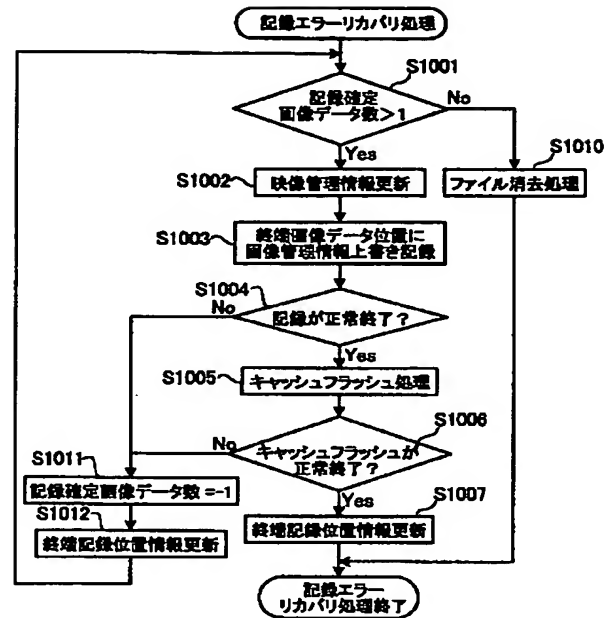 記録エラーリカバリ処理
S1001
記録確定
画像データ数>1
No
Yes
S1010
ファイル消去処理
S1002
映像管理情報更新
S1003
終端画像データ位置に
画像管理情報上書き記録
S1004
No
記録が正常終了?
Yes
S1005
キャッシュフラッシュ処理
S1006
No
キャッシュフラッシュが
正常終了?
Yes
S1011
記録確定画像データ数=-1
S1007
S1012
終端記録位置情報更新
終端記録位置情報更新
記録エラー
リカバリ処理終了